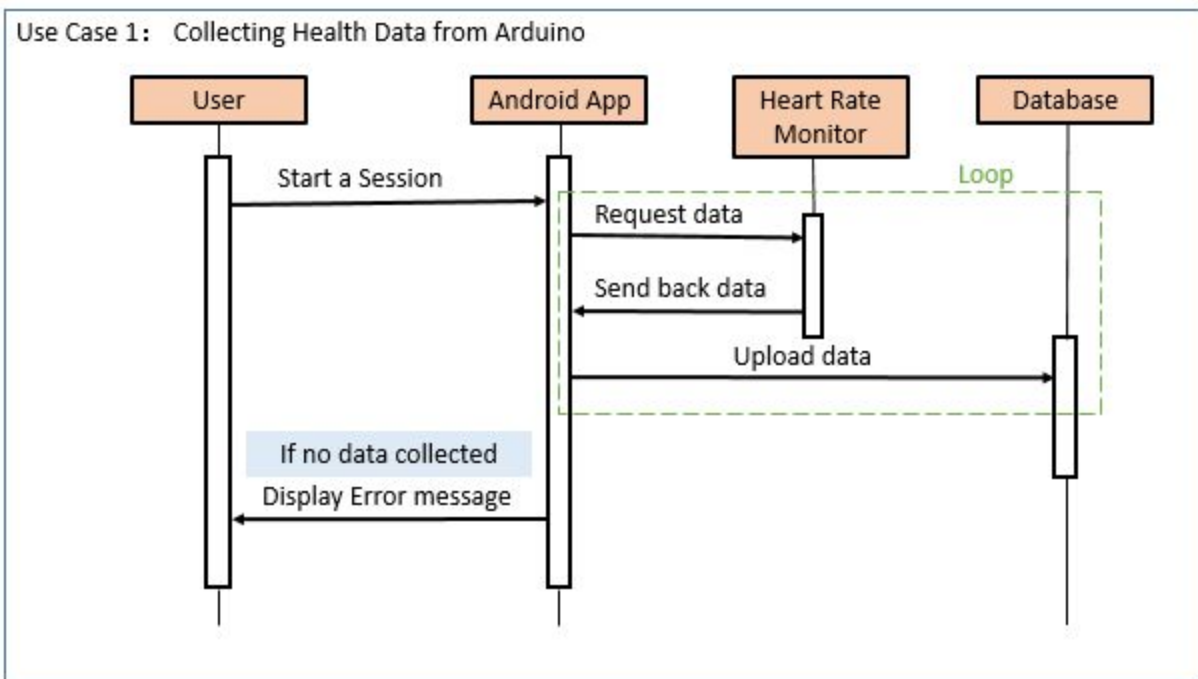 Use Case 1: Collecting Health Data from Arduino
User
Android App
Heart Rate
Monitor
Database
Loop
Start a Session
Request data
Send back data
Upload data
If no data collected
Display Error message